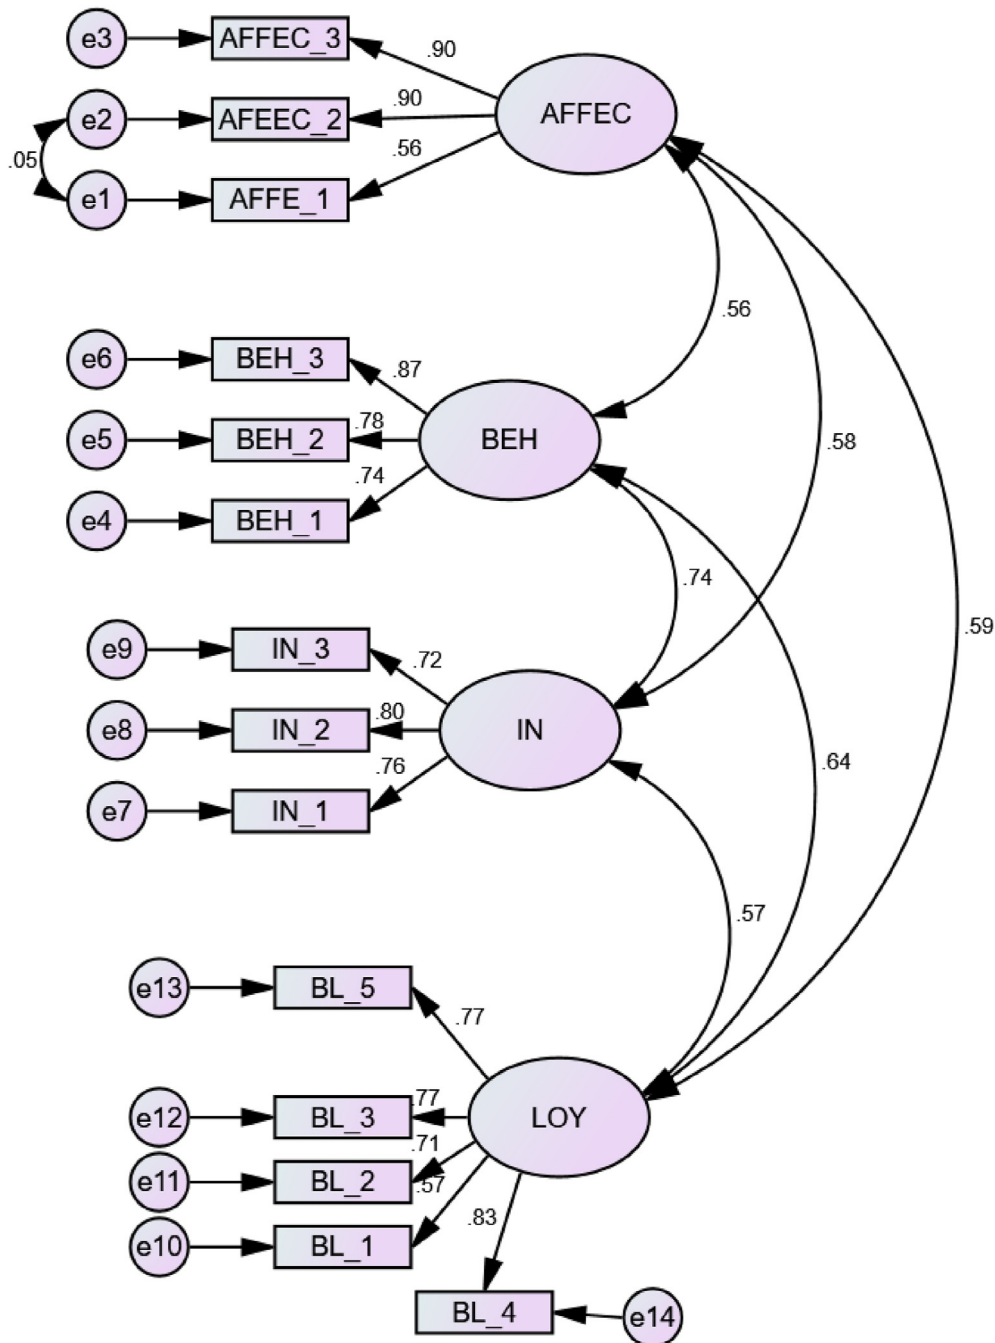 e3
AFFEC_3
.90
AFFEC
e2
AFEEC_2
.90
.05
.56
e1
AFFE_1
.56
e6
BEH_3
.87
.58
e5
BEH_2
.78
BEH
.74
e4
BEH_1
.74
.59
e9
IN_3
.72
e8
IN_2
.80
IN
.64
.76
e7
IN_1
.57
e13
BL_5
.77
e12
BL_3
.77
LOY
.71
e11
BL_2
.57
.83
e10
BL_1
BL_4
e14